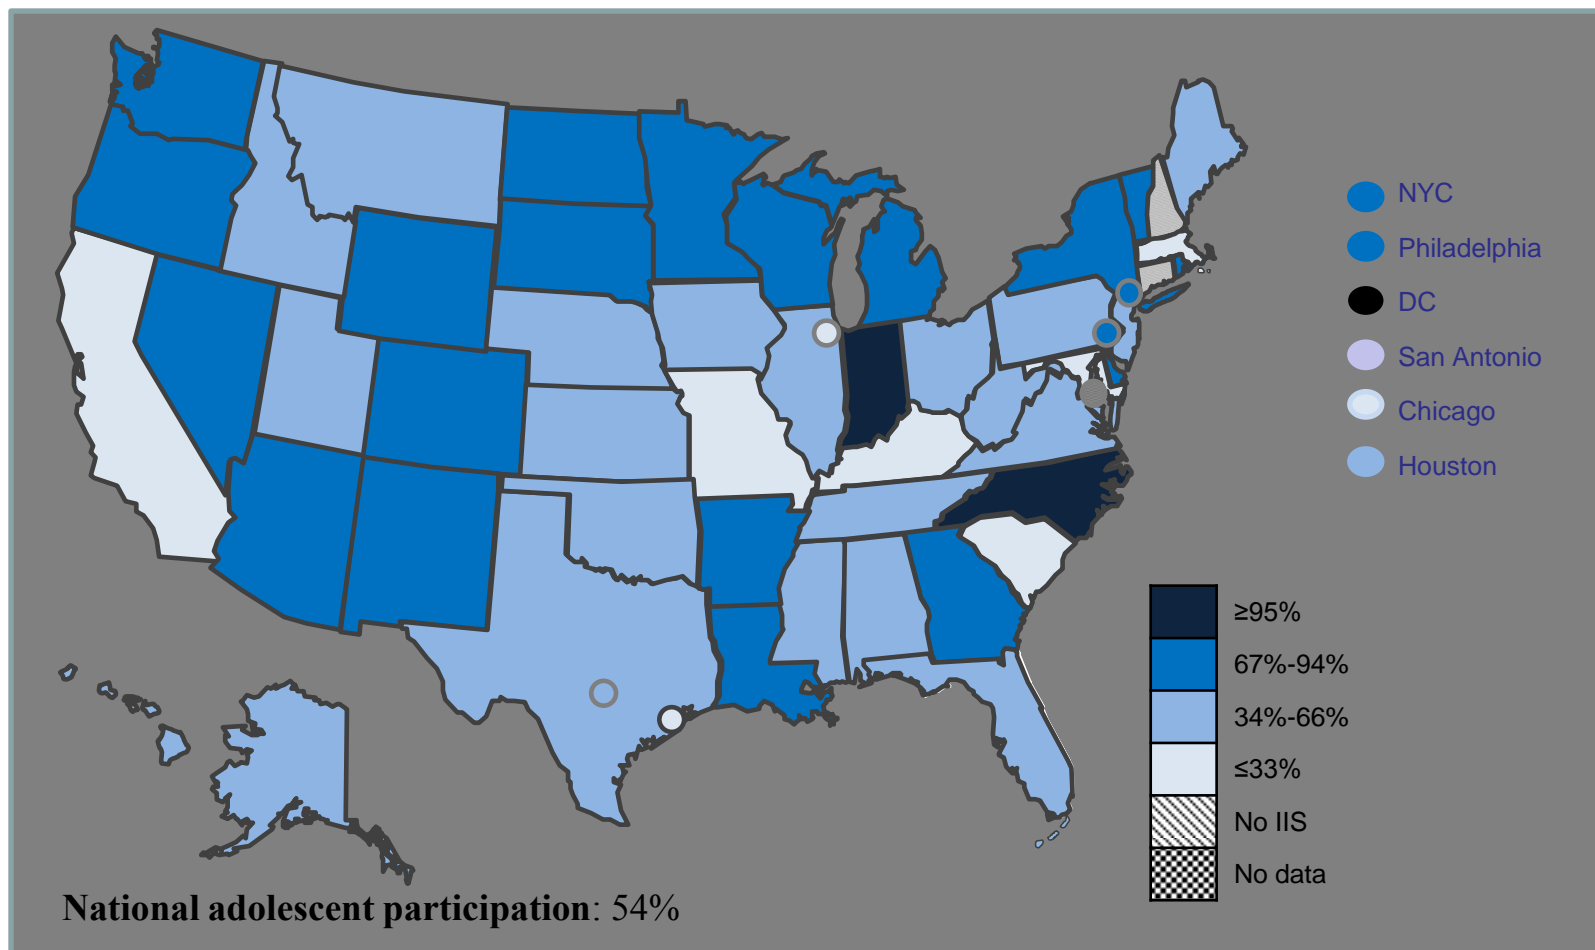 NYC
Philadelphia
DC
San Antonio
Chicago
Houston
≥95%
67%-94%
34%-66%
≤33%
No IIS
No data
National adolescent participation: 54%